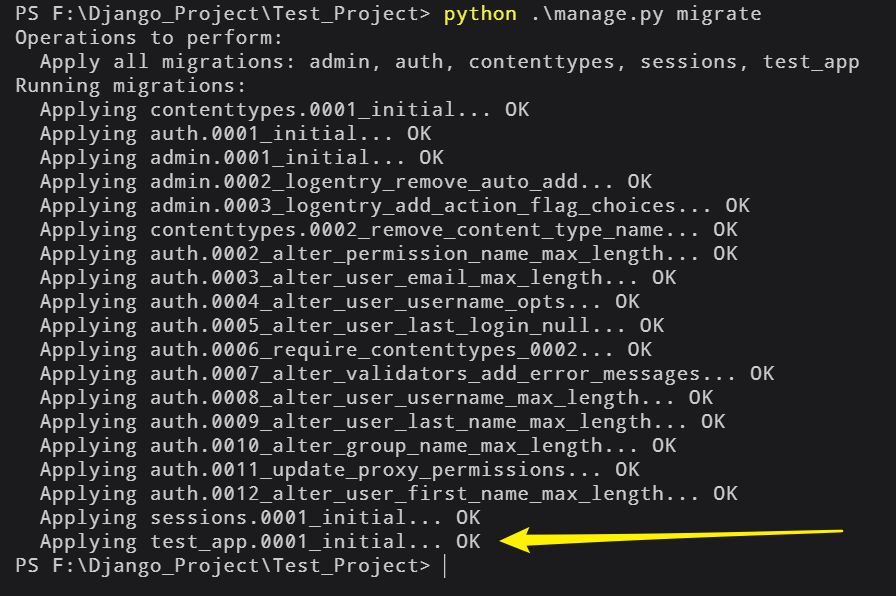 PS F:\Django_Project\Test_Project> python .\manage.py migrate
Operations to perform:
  Apply all migrations: admin, auth, contenttypes, sessions, test_app
Running migrations:
  Applying contenttypes.0001_initial... OK
  Applying auth.0001_initial... OK
  Applying admin.0001_initial... OK
  Applying admin.0002_logentry_remove_auto_add... OK
  Applying admin.0003_logentry_add_action_flag_choices... OK
  Applying contenttypes.0002_remove_content_type_name... OK
  Applying auth.0002_alter_permission_name_max_length... OK
  Applying auth.0003_alter_user_email_max_length... OK
  Applying auth.0004_alter_user_username_opts... OK
  Applying auth.0005_alter_user_last_login_null... OK
  Applying auth.0006_require_contenttypes_0002... OK
  Applying auth.0007_alter_validators_add_error_messages... OK
  Applying auth.0008_alter_user_username_max_length... OK
  Applying auth.0009_alter_user_last_name_max_length... OK
  Applying auth.0010_alter_group_name_max_length... OK
  Applying auth.0011_update_proxy_permissions... OK
  Applying auth.0012_alter_user_first_name_max_length... OK
  Applying sessions.0001_initial... OK
  Applying test_app.0001_initial... OK
PS F:\Django_Project\Test_Project>